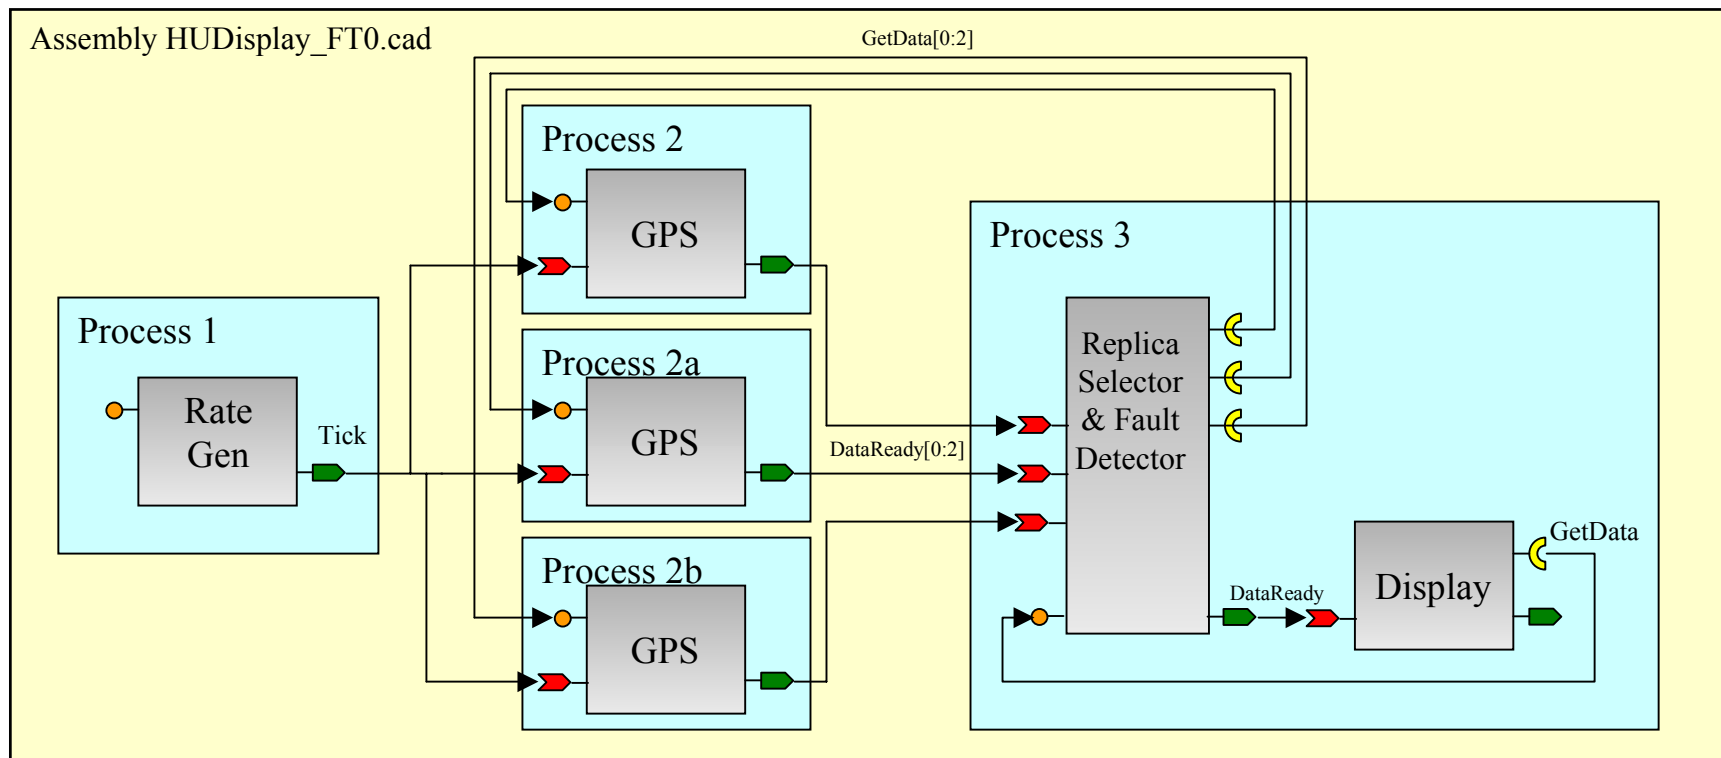 Assembly HUDisplay_FT0.cad
GetData[0:2]
Process 2
GPS
Process 3
Process 1
Rate
Gen
Tick
Process 2a
GPS
DataReady[0:2]
Replica
Selector
& Fault
Detector
Process 2b
GPS
DataReady
Display
GetData